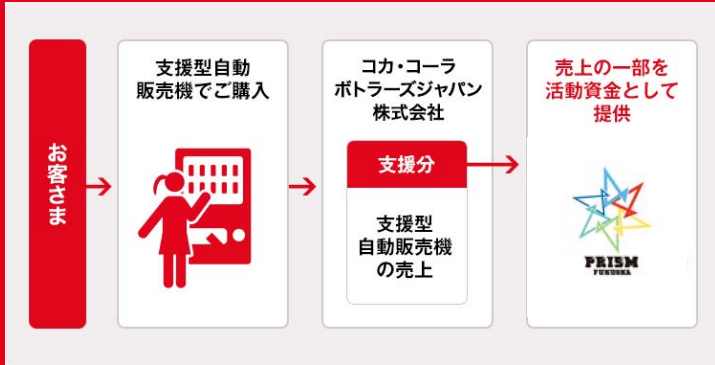 お客さま
支援型自動
販売機でご購入
コカ・コーラ
ボトラーズジャパン
株式会社
支援分
支援型
自動販売機
の売上
売上の一部を
活動資金として
提供
PRISM
FUKUOKA